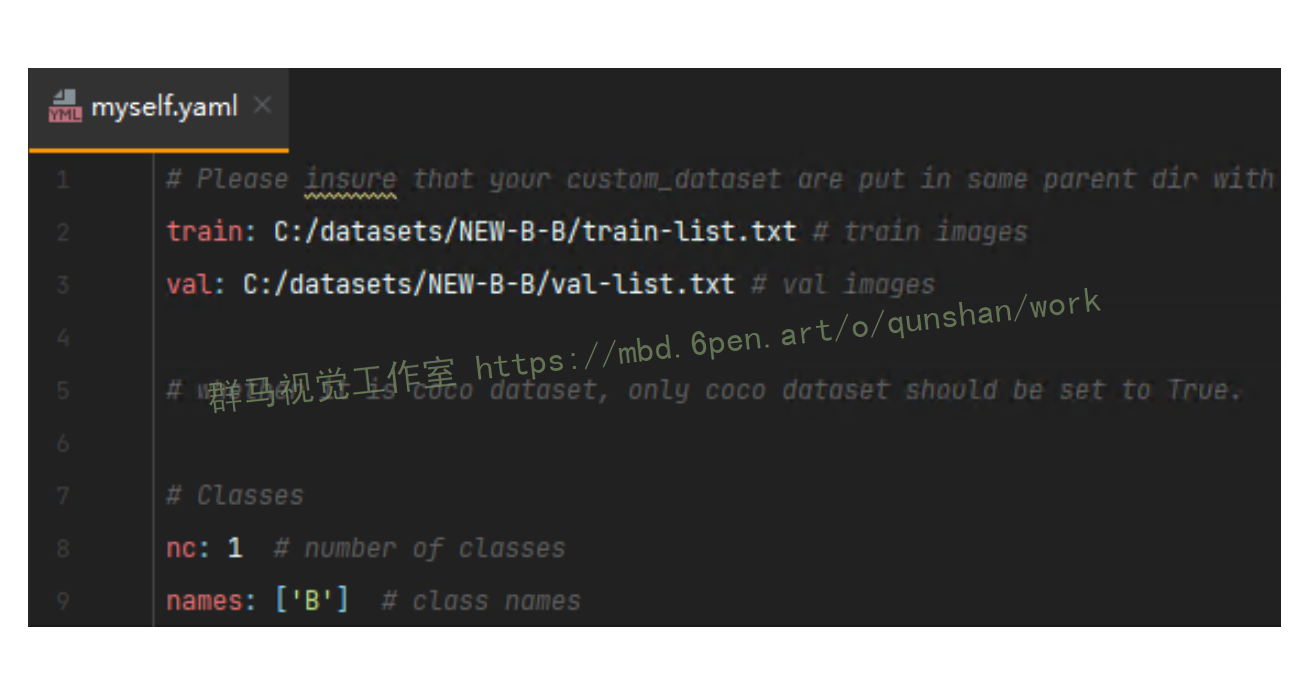 YML myself.yaml ×
1 # Please insure that your custom_dataset are put in same parent dir with
2 train: C:/datasets/NEW-B-B/train-list.txt # train images
3 val: C:/datasets/NEW-B-B/val-list.txt # val images
4
群马视觉工作室 https://mbd.6pen.art/o/qunshan/work
5 # is coco dataset, only coco dataset should be set to True.
6
7 # Classes
8 nc: 1 # number of classes
9 names: ['B'] # class names